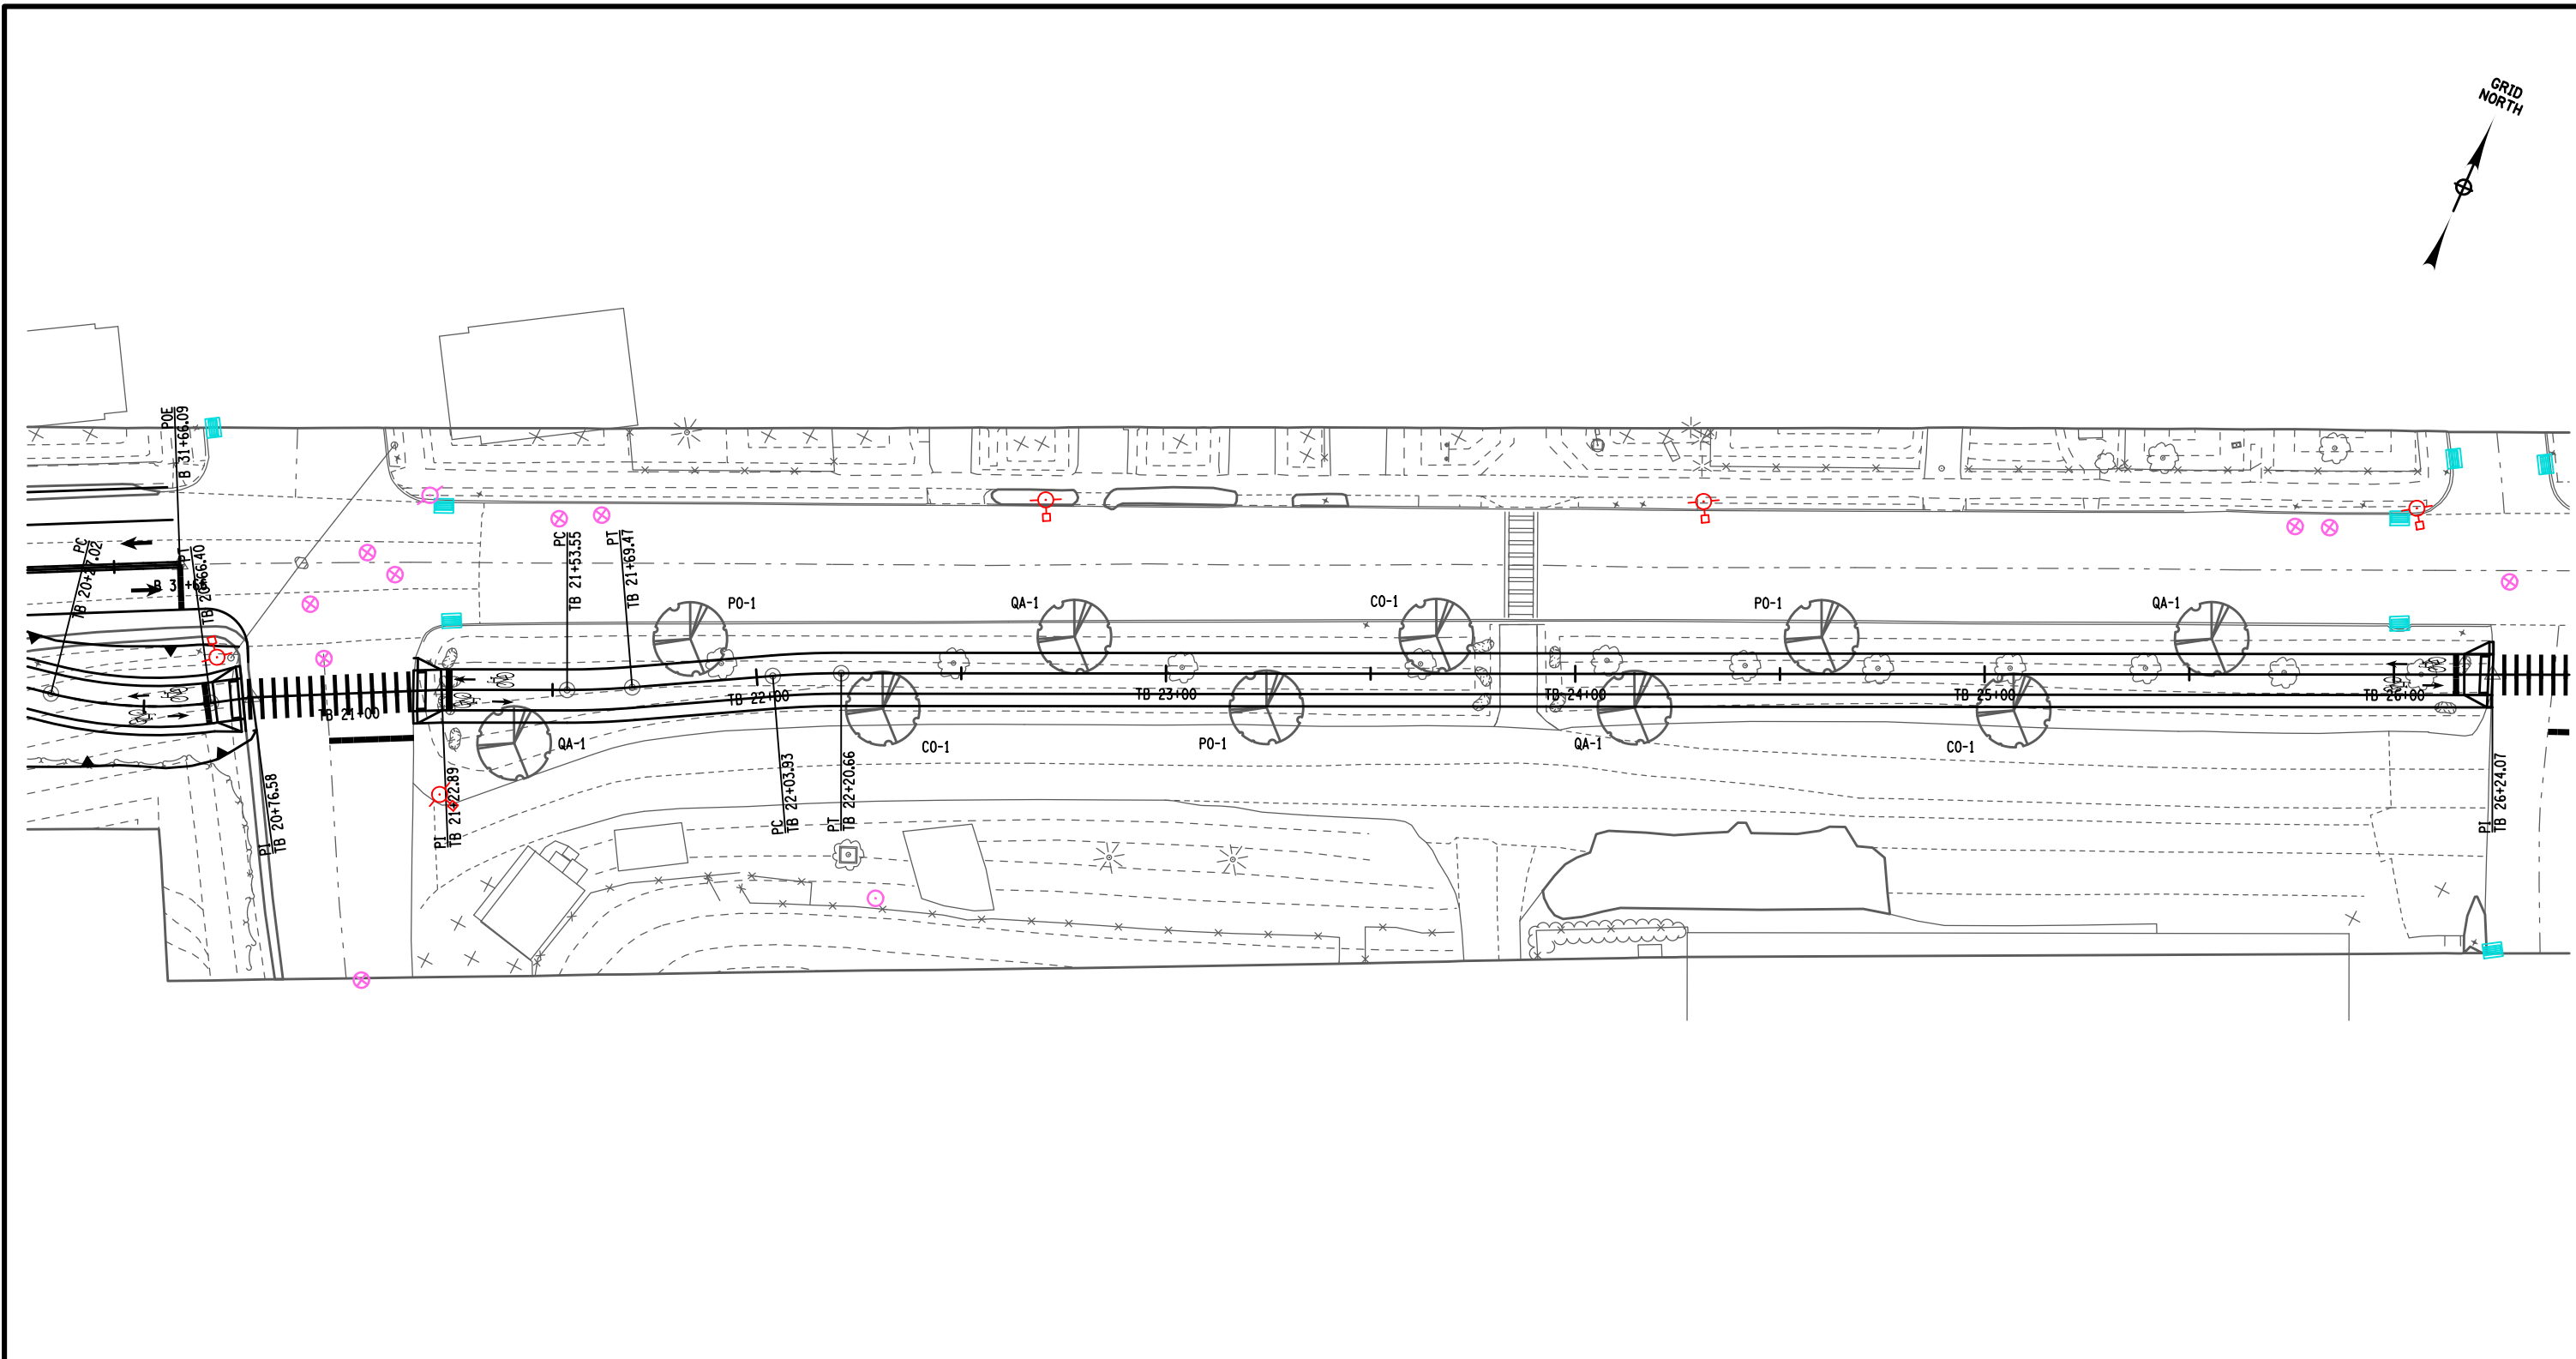 GRID
NORTH
POE
B 31+66.09
PC
TB 20+27.02
PT
TB 20+66.40
PC
TB 21+53.55
PT
TB 21+69.47
PO-1
QA-1
CO-1
PO-1
QA-1
TB 21+00
TB 22+00
TB 23+00
TB 24+00
TB 25+00
TB 26+00
QA-1
CO-1
PO-1
QA-1
CO-1
PI
TB 20+76.58
PI
TB 21+22.89
PC
TB 22+03.93
PT
TB 22+20.66
PI
TB 26+24.07